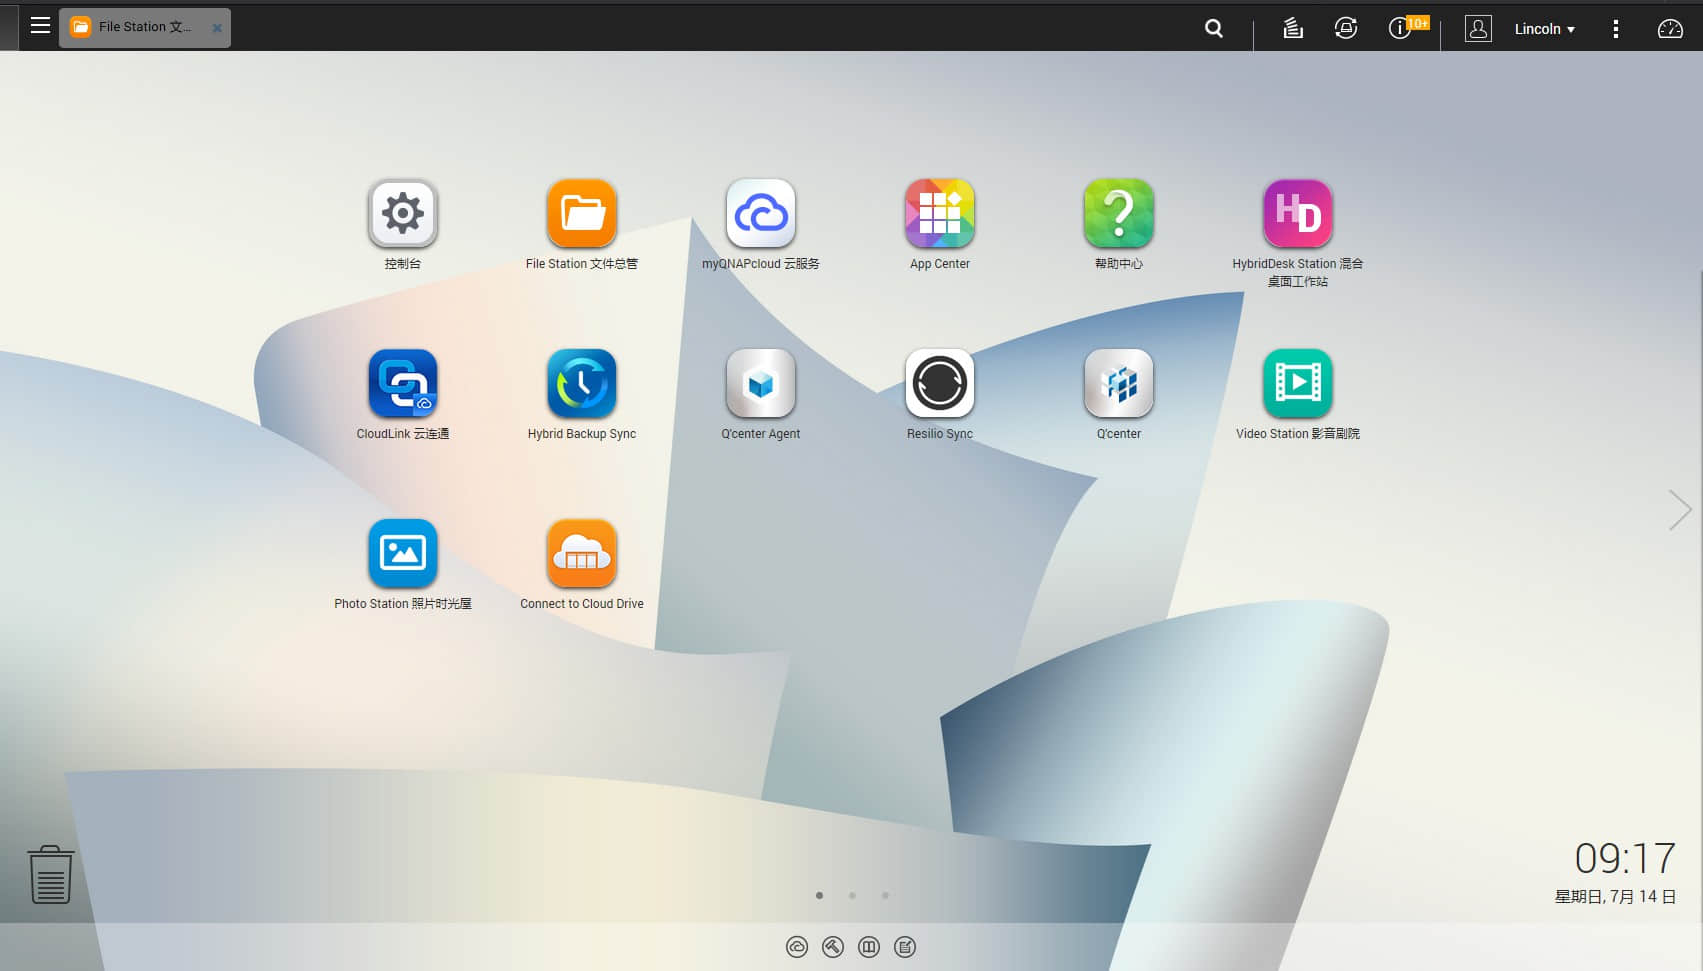 File Station 文...
10+
Lincoln
控制台
File Station 文件总管
myQNAPcloud 云服务
App Center
帮助中心
HybridDesk Station 混合
桌面工作站
CloudLink 云连通
Hybrid Backup Sync
Q'center Agent
Resilio Sync
Q'center
Video Station 影音剧院
Photo Station 照片时光屋
Connect to Cloud Drive
09:17
星期日, 7月 14 日